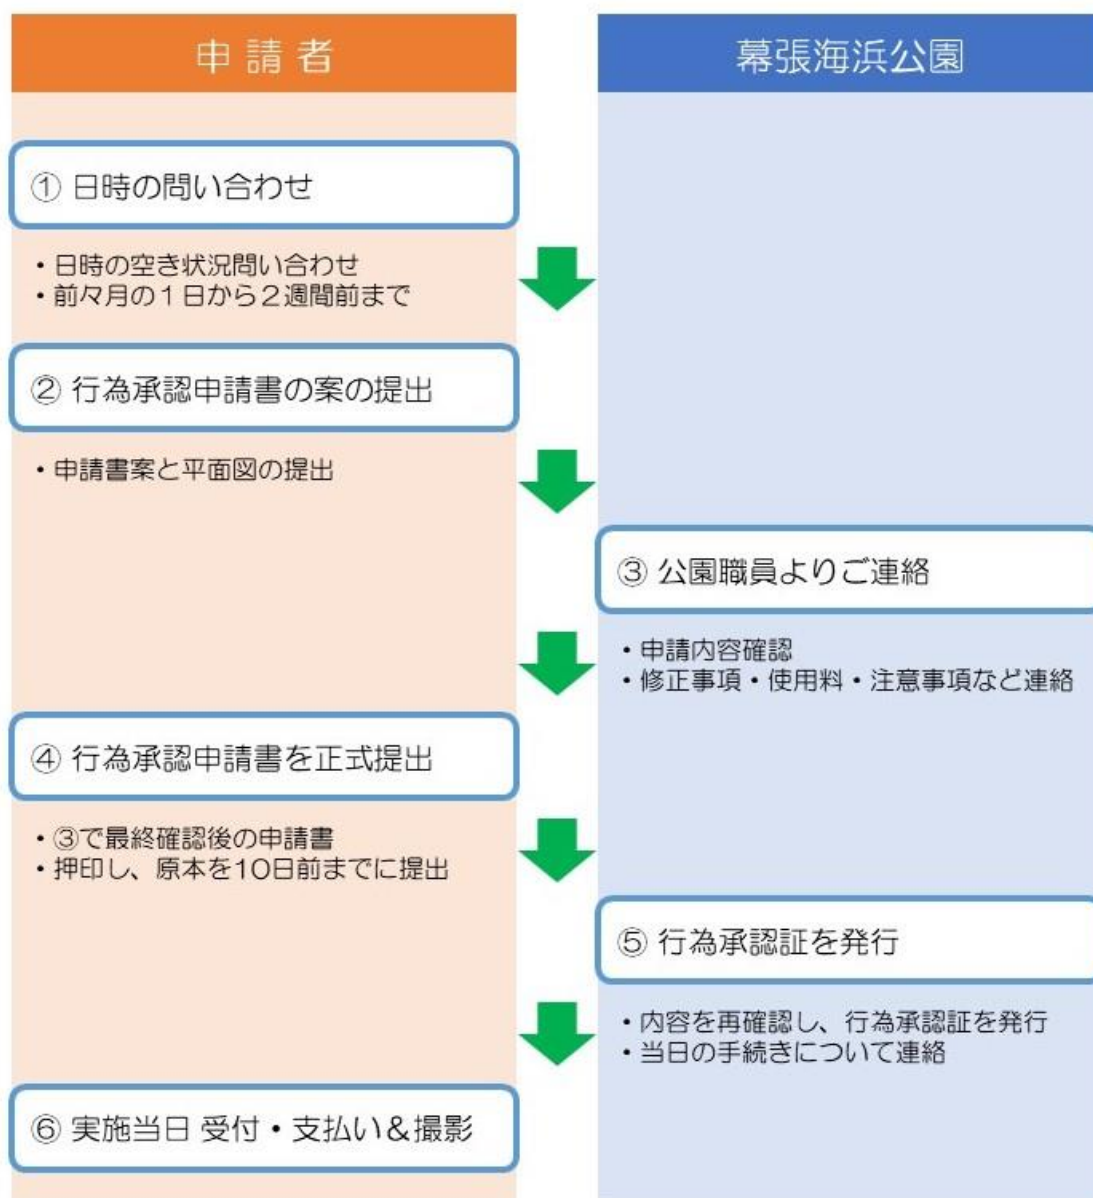 申請者
幕張海浜公園
① 日時の問い合わせ
・日時の空き状況問い合わせ
・前々月の1日から2週間前まで
② 行為承認申請書の案の提出
・申請書案と平面図の提出
③ 公園職員よりご連絡
・申請内容確認
・修正事項・使用料・注意事項など連絡
④ 行為承認申請書を正式提出
・③で最終確認後の申請書
・押印し、原本を10日前までに提出
⑤ 行為承認証を発行
・内容を再確認し、行為承認証を発行
・当日の手続きについて連絡
⑥ 実施当日 受付・支払い&撮影